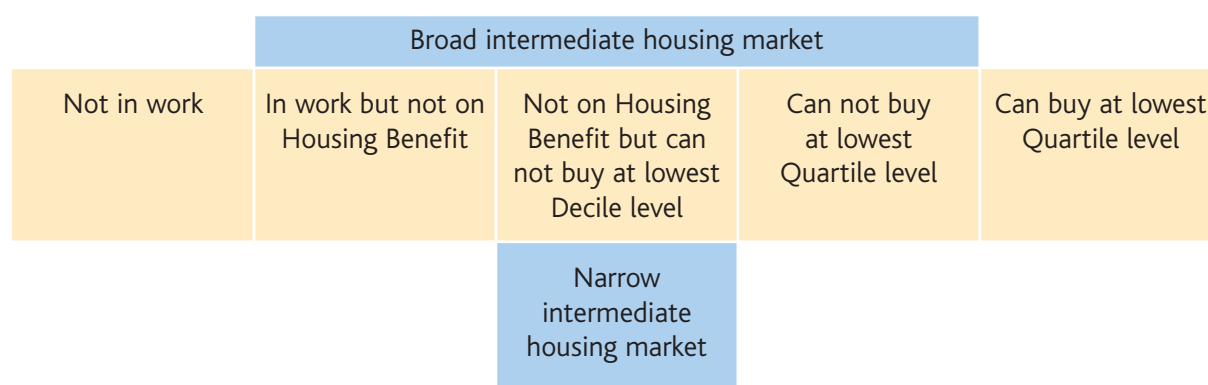 Broad intermediate housing market
Not in work
In work but not on
Housing Benefit
Not on Housing
Benefit but can
not buy at lowest
Decile level
Can not buy
at lowest
Quartile level
Can buy at lowest
Quartile level
Narrow
intermediate
housing market